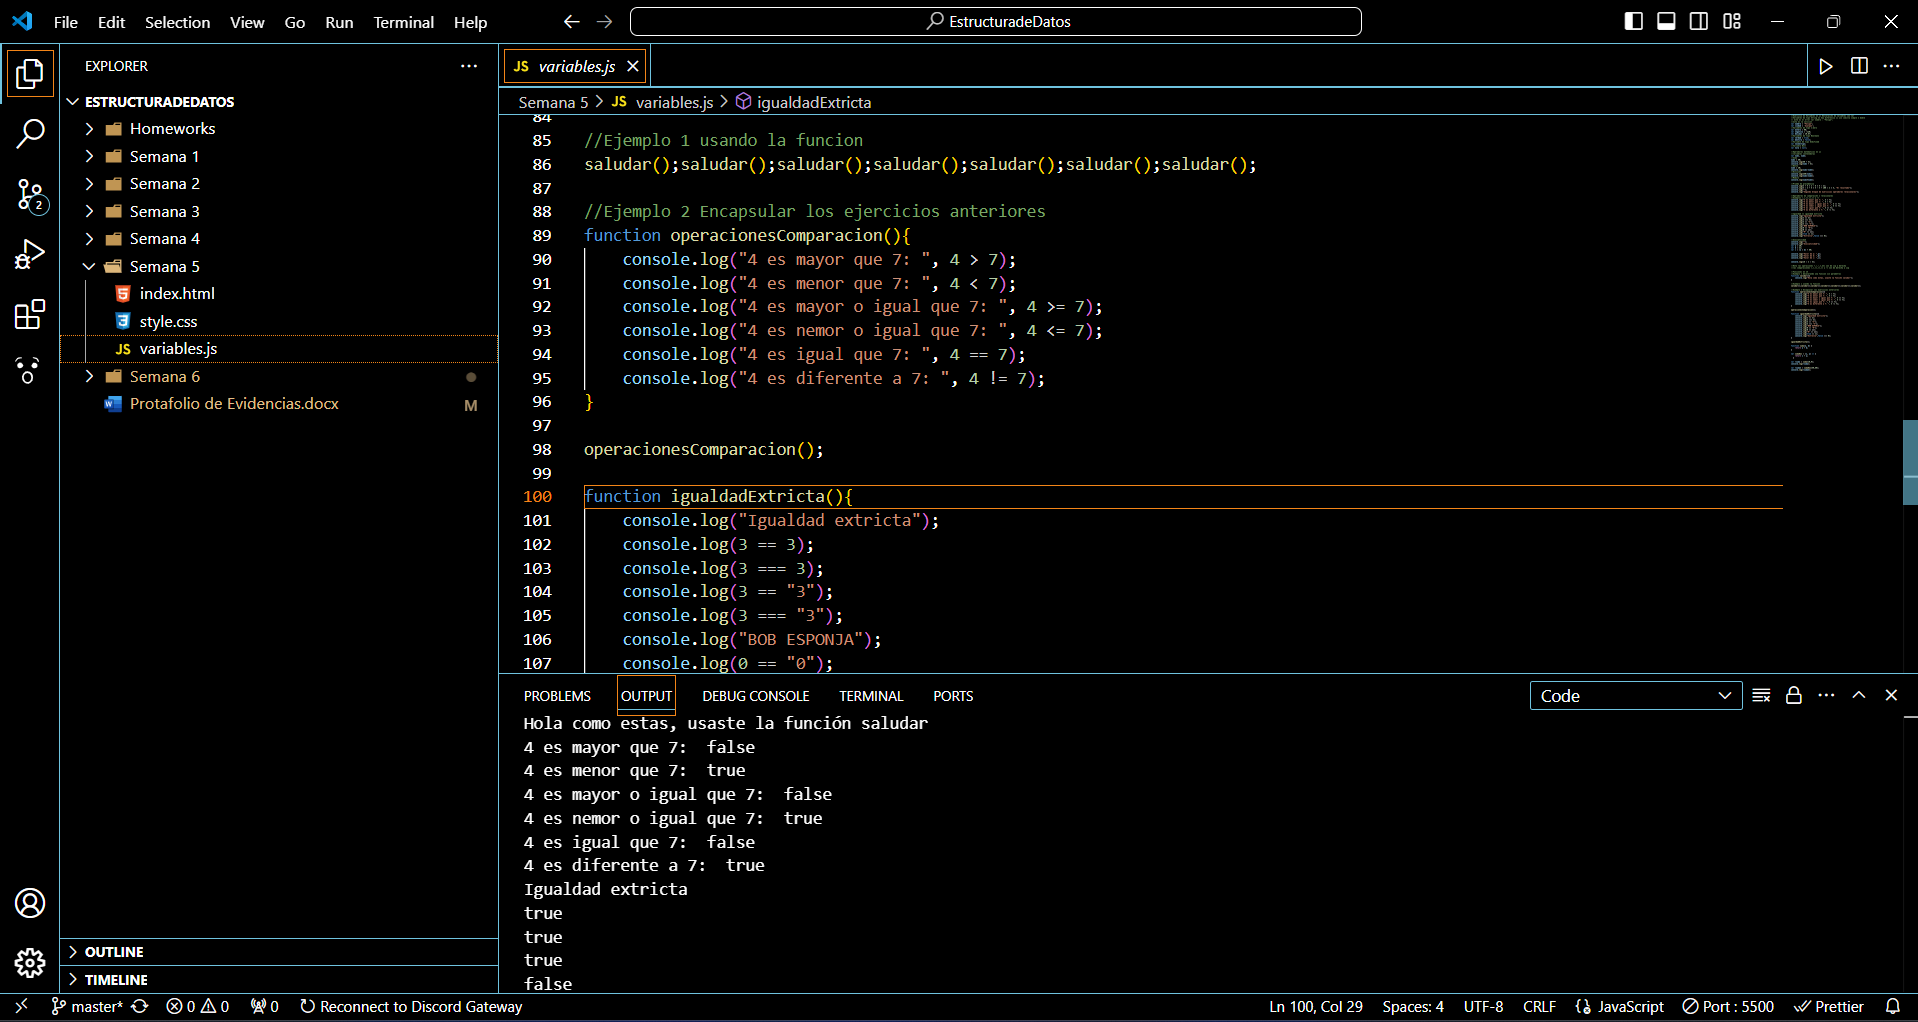 File Edit Selection View Go Run Terminal Help
EstructuradeDatos
EXPLORER
ESTRUCTURADEDATOS
Homeworks
Semana 1
Semana 2
Semana 3
Semana 4
Semana 5
index.html
style.css
JS variables.js
Semana 6
Protafolio de Evidencias.docx M
2
OUTLINE
TIMELINE
JS variables.js
Semana 5 > JS variables.js > igualdadExtricta
84
85 //Ejemplo 1 usando la funcion
86 saludar();saludar();saludar();saludar();saludar();saludar();saludar();
87
88 //Ejemplo 2 Encapsular los ejercicios anteriores
89 function operacionesComparacion(){
90 console.log("4 es mayor que 7: ", 4 > 7);
91 console.log("4 es menor que 7: ", 4 < 7);
92 console.log("4 es mayor o igual que 7: ", 4 >= 7);
93 console.log("4 es nemor o igual que 7: ", 4 <= 7);
94 console.log("4 es igual que 7: ", 4 == 7);
95 console.log("4 es diferente a 7: ", 4 != 7);
96 }
97
98 operacionesComparacion();
99
100 function igualdadExtricta(){
101 console.log("Igualdad extricta");
102 console.log(3 == 3);
103 console.log(3 === 3);
104 console.log(3 == "3");
105 console.log(3 === "3");
106 console.log("BOB ESPONJA");
107 console.log(0 == "0");
PROBLEMS OUTPUT DEBUG CONSOLE TERMINAL PORTS
Code
Hola como estas, usaste la función saludar
4 es mayor que 7:  false
4 es menor que 7:  true
4 es mayor o igual que 7:  false
4 es nemor o igual que 7:  true
4 es igual que 7:  false
4 es diferente a 7:  true
Igualdad extricta
true
true
true
false
master* 0 0 0 Reconnect to Discord Gateway
Ln 100, Col 29 Spaces: 4 UTF-8 CRLF JavaScript Port : 5500 Prettier